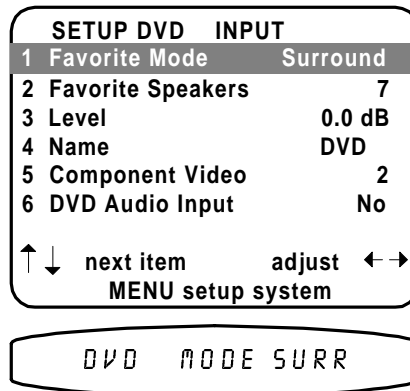 SETUP DVD INPUT
1 Favorite Mode Surround
2 Favorite Speakers 7
3 Level 0.0 dB
4 Name DVD
5 Component Video 2
6 DVD Audio Input No
↑ ↓ next item adjust ← →
MENU setup system
DVD MODE SURR